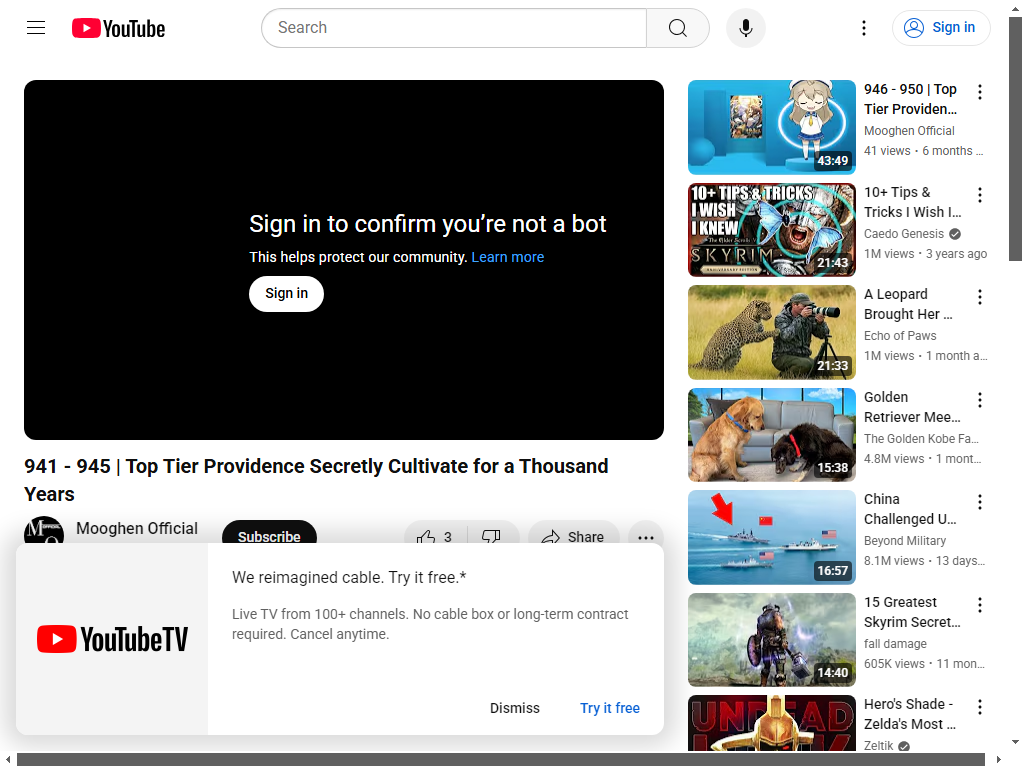 YouTube
Search
Sign in
Sign in to confirm you’re not a bot
This helps protect our community. Learn more
Sign in
941 - 945 | Top Tier Providence Secretly Cultivate for a Thousand
Years
Mooghen Official
Subscribe
3
Share
YouTubeTV
We reimagined cable. Try it free.*
Live TV from 100+ channels. No cable box or long-term contract
required. Cancel anytime.
Dismiss
Try it free
43:49
946 - 950 | Top
Tier Providen...
Mooghen Official
41 views • 6 months ...
10+ TIPS & TRICKS
I WISH
I KNEW
The Elder Scrolls
SKYRIM
ANNIVERSARY EDITION
21:43
10+ Tips &
Tricks I Wish I...
Caedo Genesis
1M views • 3 years ago
21:33
A Leopard
Brought Her ...
Echo of Paws
1M views • 1 month a...
15:38
Golden
Retriever Mee...
The Golden Kobe Fa...
4.8M views • 1 mont...
16:57
China
Challenged U...
Beyond Military
8.1M views • 13 days...
14:40
15 Greatest
Skyrim Secret...
fall damage
605K views • 11 mon...
UNDEAD
Hero's Shade -
Zelda's Most ...
Zeltik